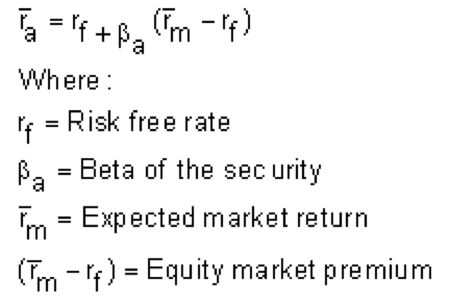 r̅a = rf + βa (r̅m – rf)
Where :
rf = Risk free rate
βa = Beta of the security
r̅m = Expected market return
(r̅m – rf) = Equity market premium